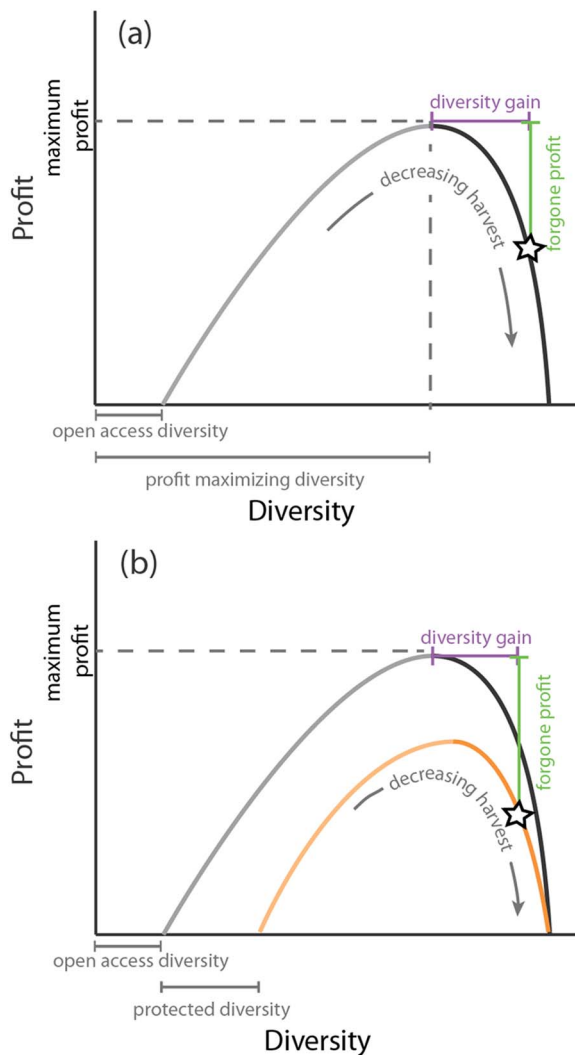 (a)
diversity gain
maximum
profit
Profit
decreasing harvest
forgone profit
open access diversity
profit maximizing diversity
Diversity
(b)
diversity gain
maximum
profit
Profit
decreasing harvest
forgone profit
open access diversity
protected diversity
Diversity